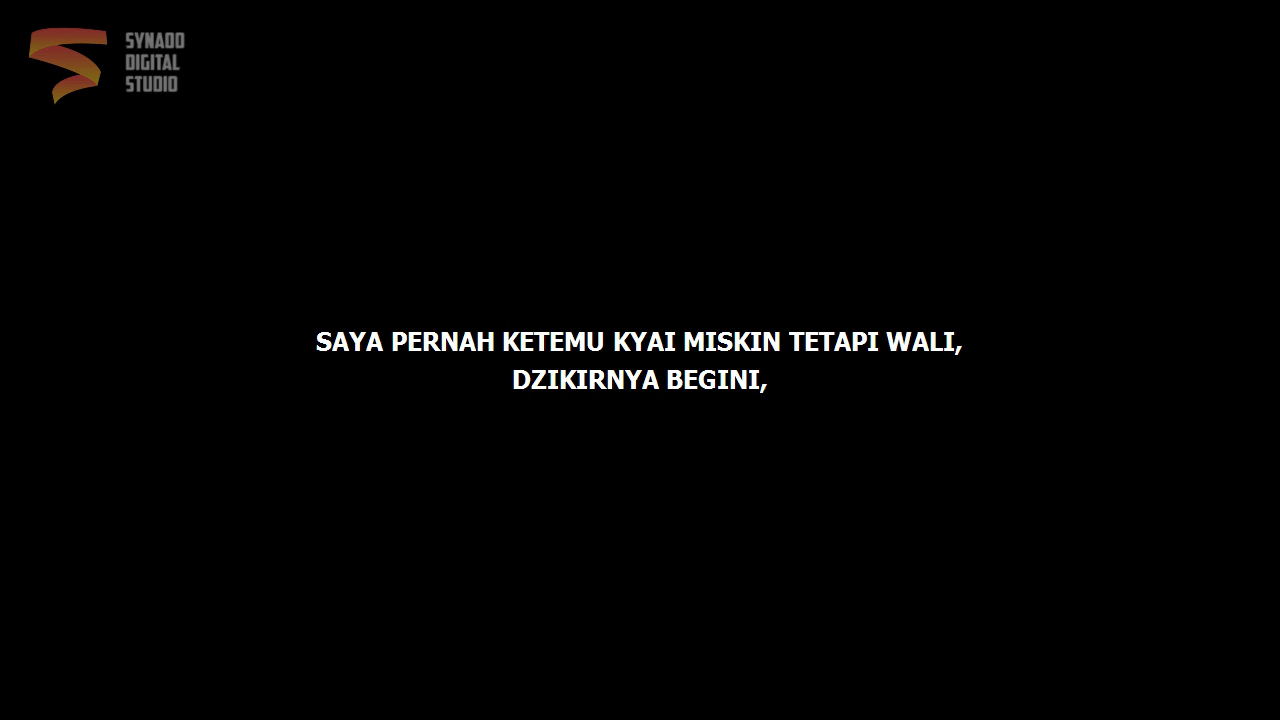 SYNADO
DIGITAL
STUDIO
SAYA PERNAH KETEMU KYAI MISKIN TETAPI WALI,
DZIKIRNYA BEGINI,